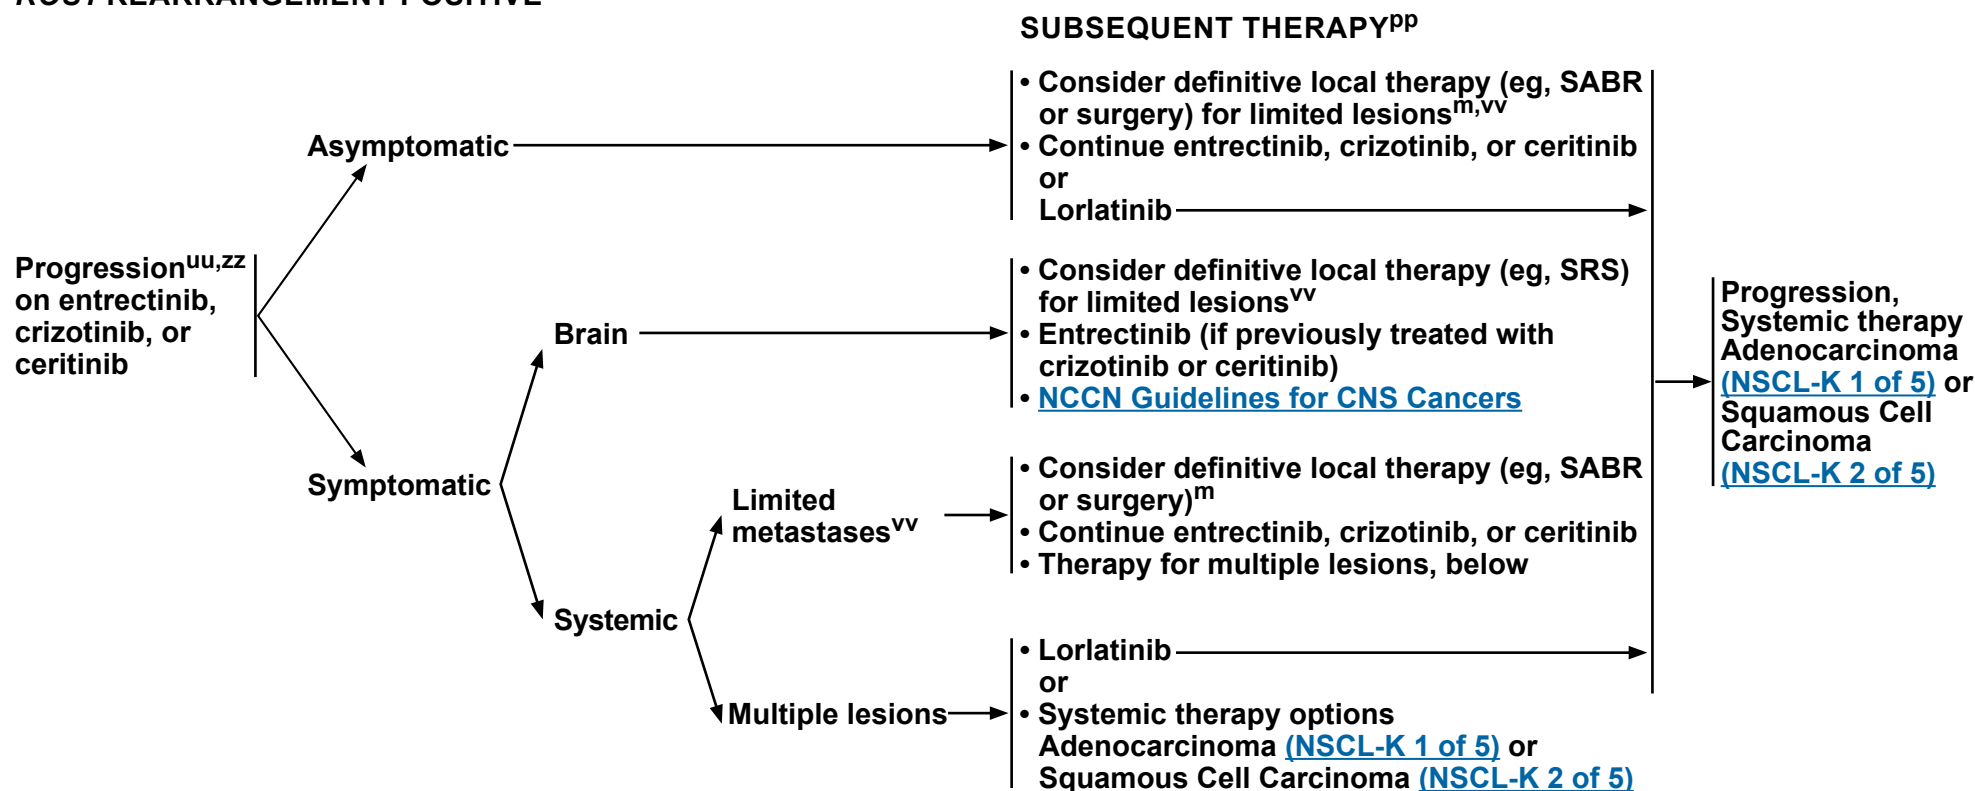 SUBSEQUENT THERAPYpp
• Consider definitive local therapy (eg, SABR
or surgery) for limited lesionsm,vv
• Continue entrectinib, crizotinib, or ceritinib
or
Lorlatinib
Asymptomatic
Progressionuu,zz
on entrectinib,
crizotinib, or
ceritinib
Symptomatic
Brain
• Consider definitive local therapy (eg, SRS)
for limited lesionsvv
• Entrectinib (if previously treated with
crizotinib or ceritinib)
• NCCN Guidelines for CNS Cancers
Systemic
Limited
metastasesvv
• Consider definitive local therapy (eg, SABR
or surgery)m
• Continue entrectinib, crizotinib, or ceritinib
• Therapy for multiple lesions, below
Multiple lesions
• Lorlatinib
or
• Systemic therapy options
Adenocarcinoma (NSCL-K 1 of 5) or
Squamous Cell Carcinoma (NSCL-K 2 of 5)
Progression,
Systemic therapy
Adenocarcinoma
(NSCL-K 1 of 5) or
Squamous Cell
Carcinoma
(NSCL-K 2 of 5)